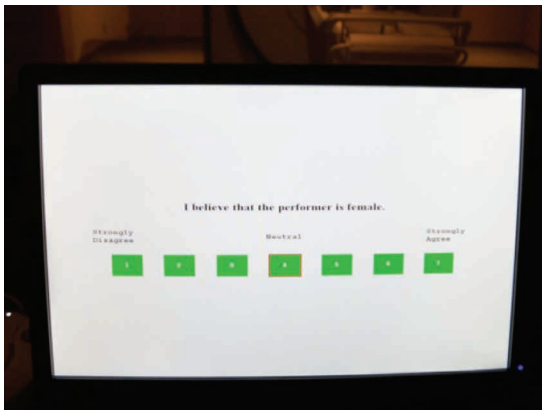 I believe that the performer is female.
Strongly Disagree
Neutral
Strongly Agree
1 2 3 4 5 6 7